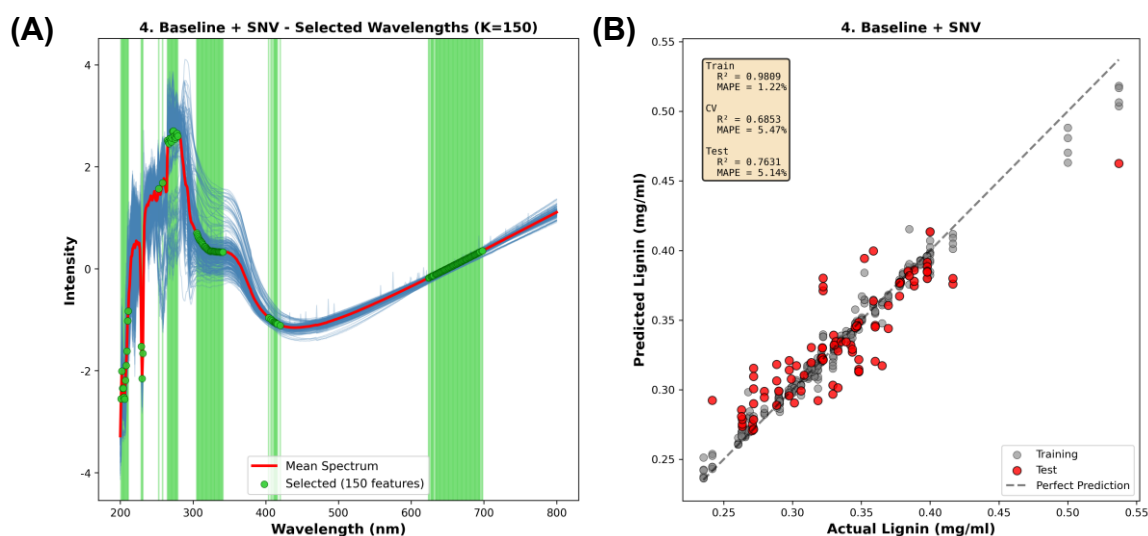 (A)
4. Baseline + SNV - Selected Wavelengths (K=150)
Intensity
4
2
0
-2
-4
Mean Spectrum
Selected (150 features)
200 300 400 500 600 700 800
Wavelength (nm)
(B)
4. Baseline + SNV
Predicted Lignin (mg/ml)
0.55
0.50
0.45
0.40
0.35
0.30
0.25
Train
R² = 0.9809
MAPE = 1.22%
CV
R² = 0.6853
MAPE = 5.47%
Test
R² = 0.7631
MAPE = 5.14%
Training
Test
Perfect Prediction
0.25 0.30 0.35 0.40 0.45 0.50 0.55
Actual Lignin (mg/ml)